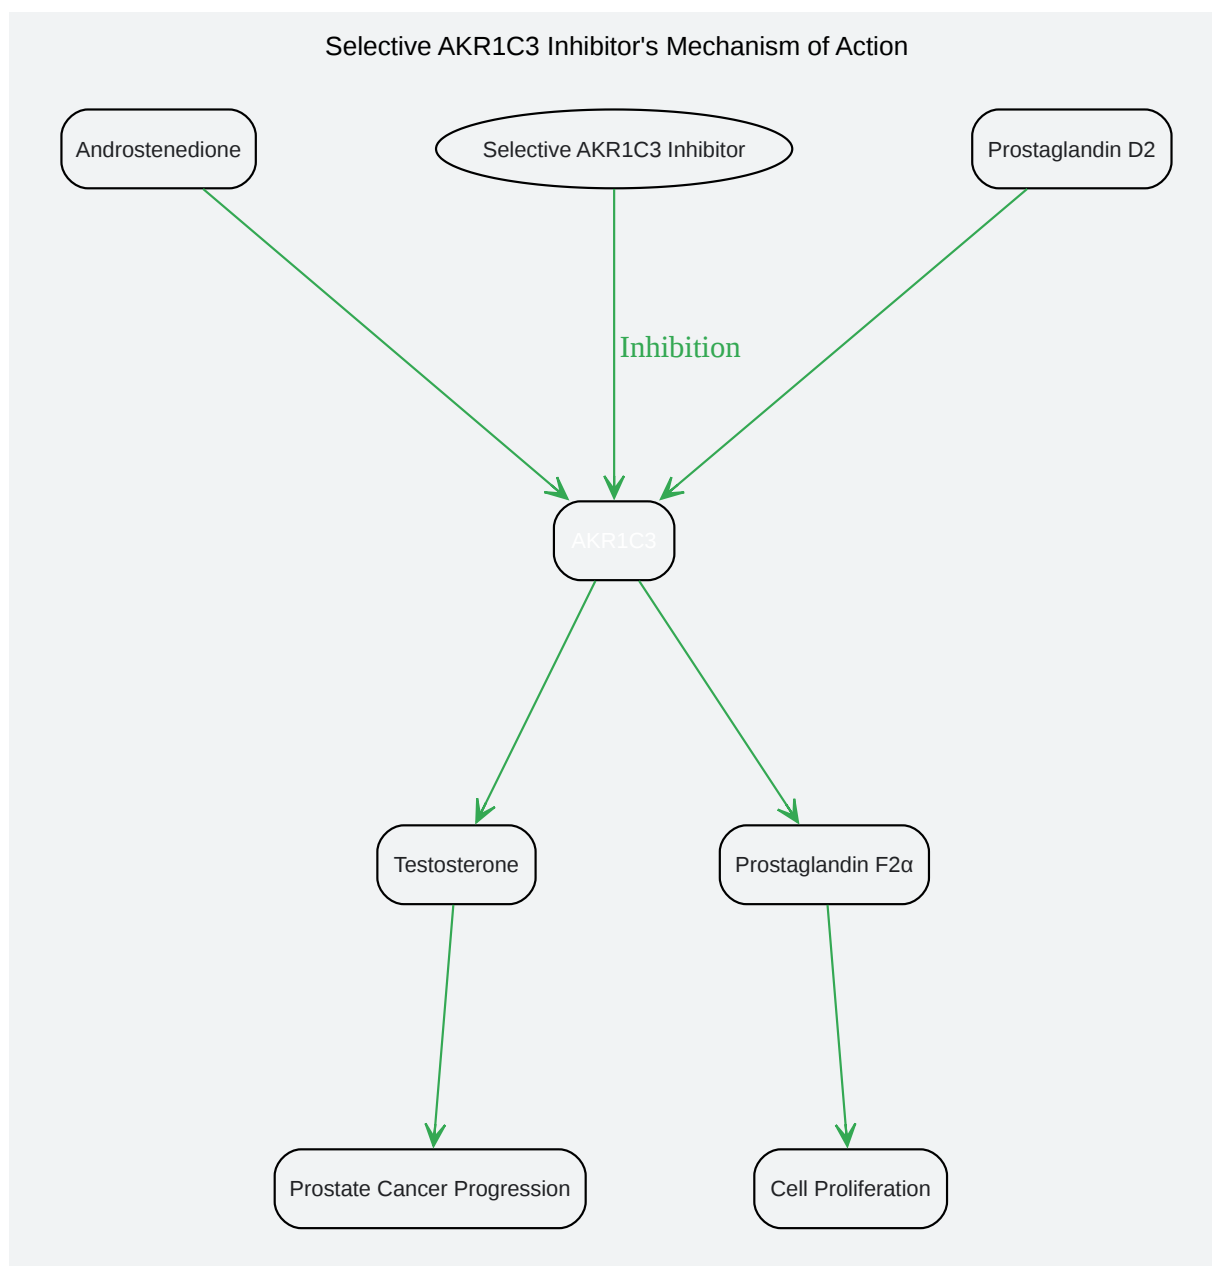 Selective AKR1C3 Inhibitor's Mechanism of Action
Androstenedione
Selective AKR1C3 Inhibitor
Prostaglandin D2
Inhibition
AKR1C3
Testosterone
Prostaglandin F2α
Prostate Cancer Progression
Cell Proliferation